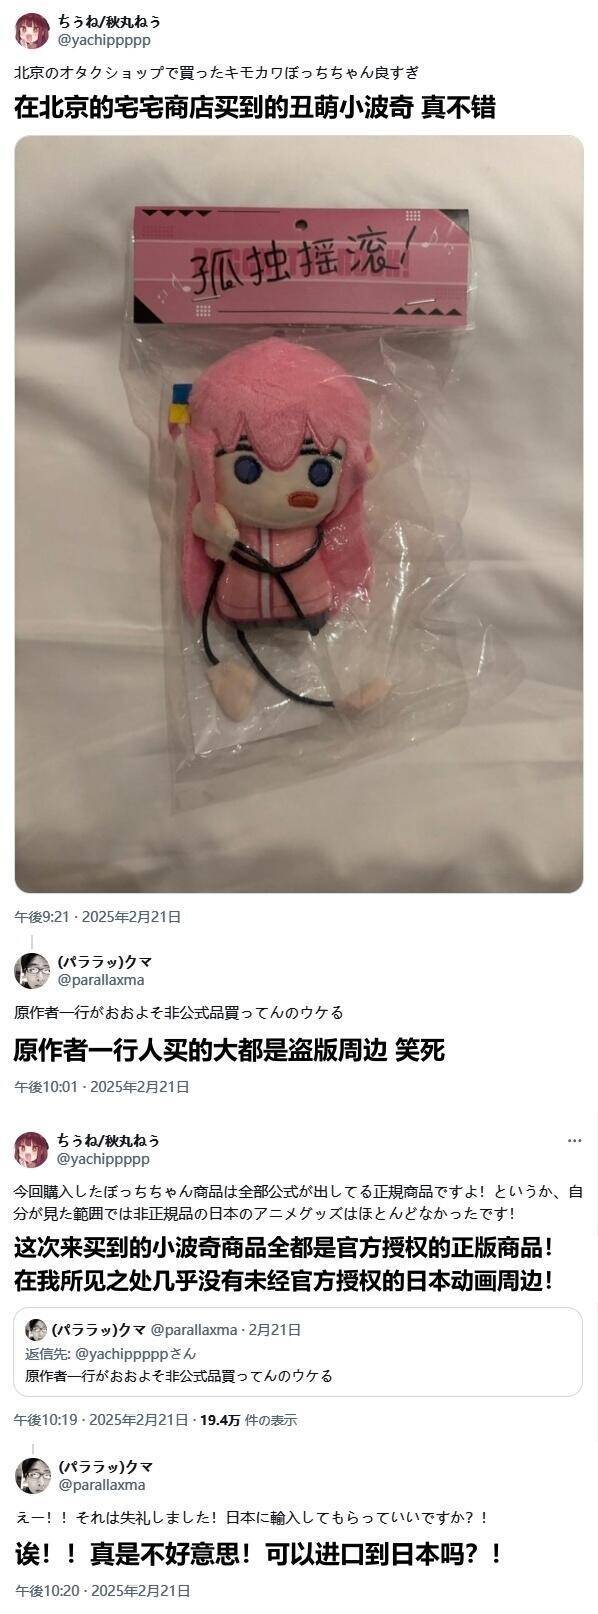 ちぅね/秋丸ねぅ
@yachippppp
北京のオタクショップで買ったキモカワぼっちちゃん良すぎ
在北京的宅宅商店买到的丑萌小波奇 真不错
孤独摇滚!
午後9:21 · 2025年2月21日
(パララッ)クマ
@parallaxma
原作者一行がおおよそ非公式品買ってんのウケる
原作者一行人买的大都是盗版周边 笑死
午後10:01 · 2025年2月21日
ちぅね/秋丸ねぅ
@yachippppp
今回購入したぼっちちゃん商品は全部公式が出してる正規商品ですよ！というか、自
分が見た範囲では非正規品の日本のアニメグッズはほとんどなかったです！
这次来买到的小波奇商品全都是官方授权的正版商品！
在我所见之处几乎没有未经官方授权的日本动画周边！
(パララッ)クマ @parallaxma · 2月21日
返信先: @yachipppppさん
原作者一行がおおよそ非公式品買ってんのウケる
午後10:19 · 2025年2月21日 · 19.4万 件の表示
(パララッ)クマ
@parallaxma
えー！！それは失礼しました！日本に輸入してもらっていいですか？！
诶！！真是不好意思！可以进口到日本吗？！
午後10:20 · 2025年2月21日